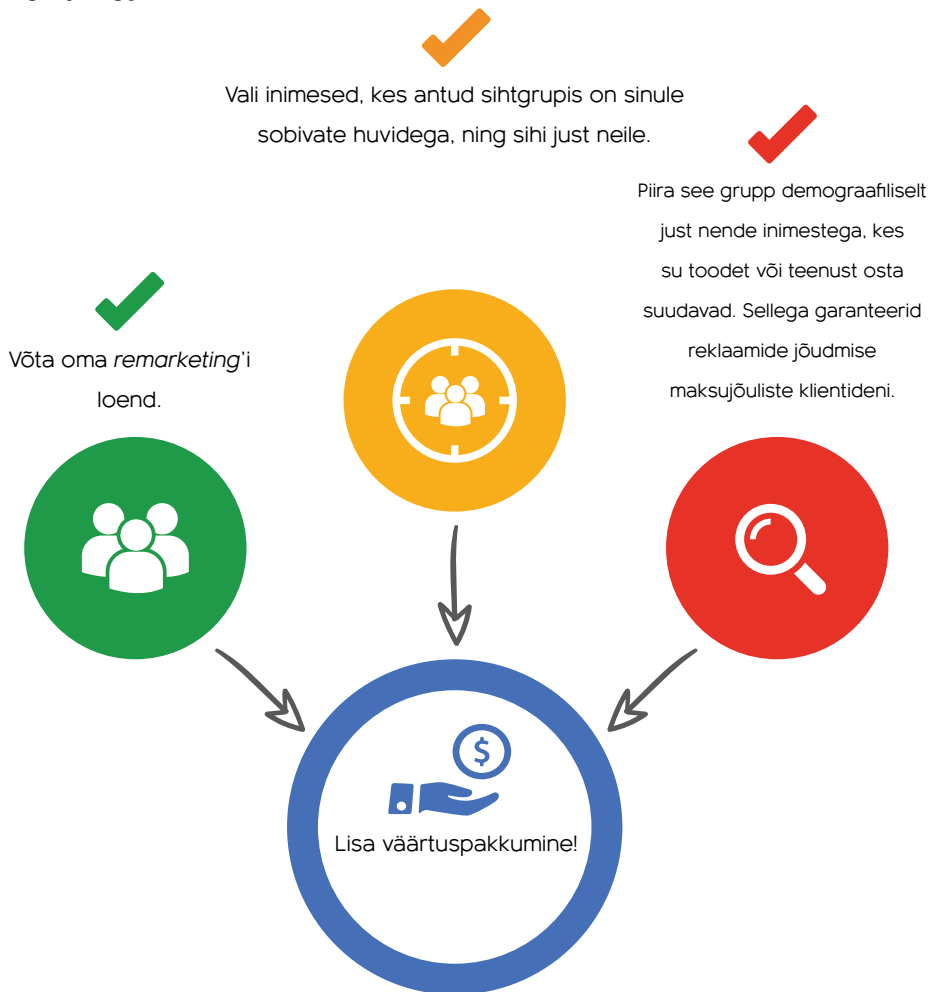 Vali inimesed, kes antud sihtgrupis on sinule
sobivate huvidega, ning sihi just neile.
Piira see grupp demograafiliselt
just nende inimestega, kes
su toodet või teenust osta
suudavad. Sellega garanteerid
reklaamide jõudmise
maksujõuliste klientideni.
Võta oma remarketing'i
loend.
$
Lisa väärtuspakkumine!